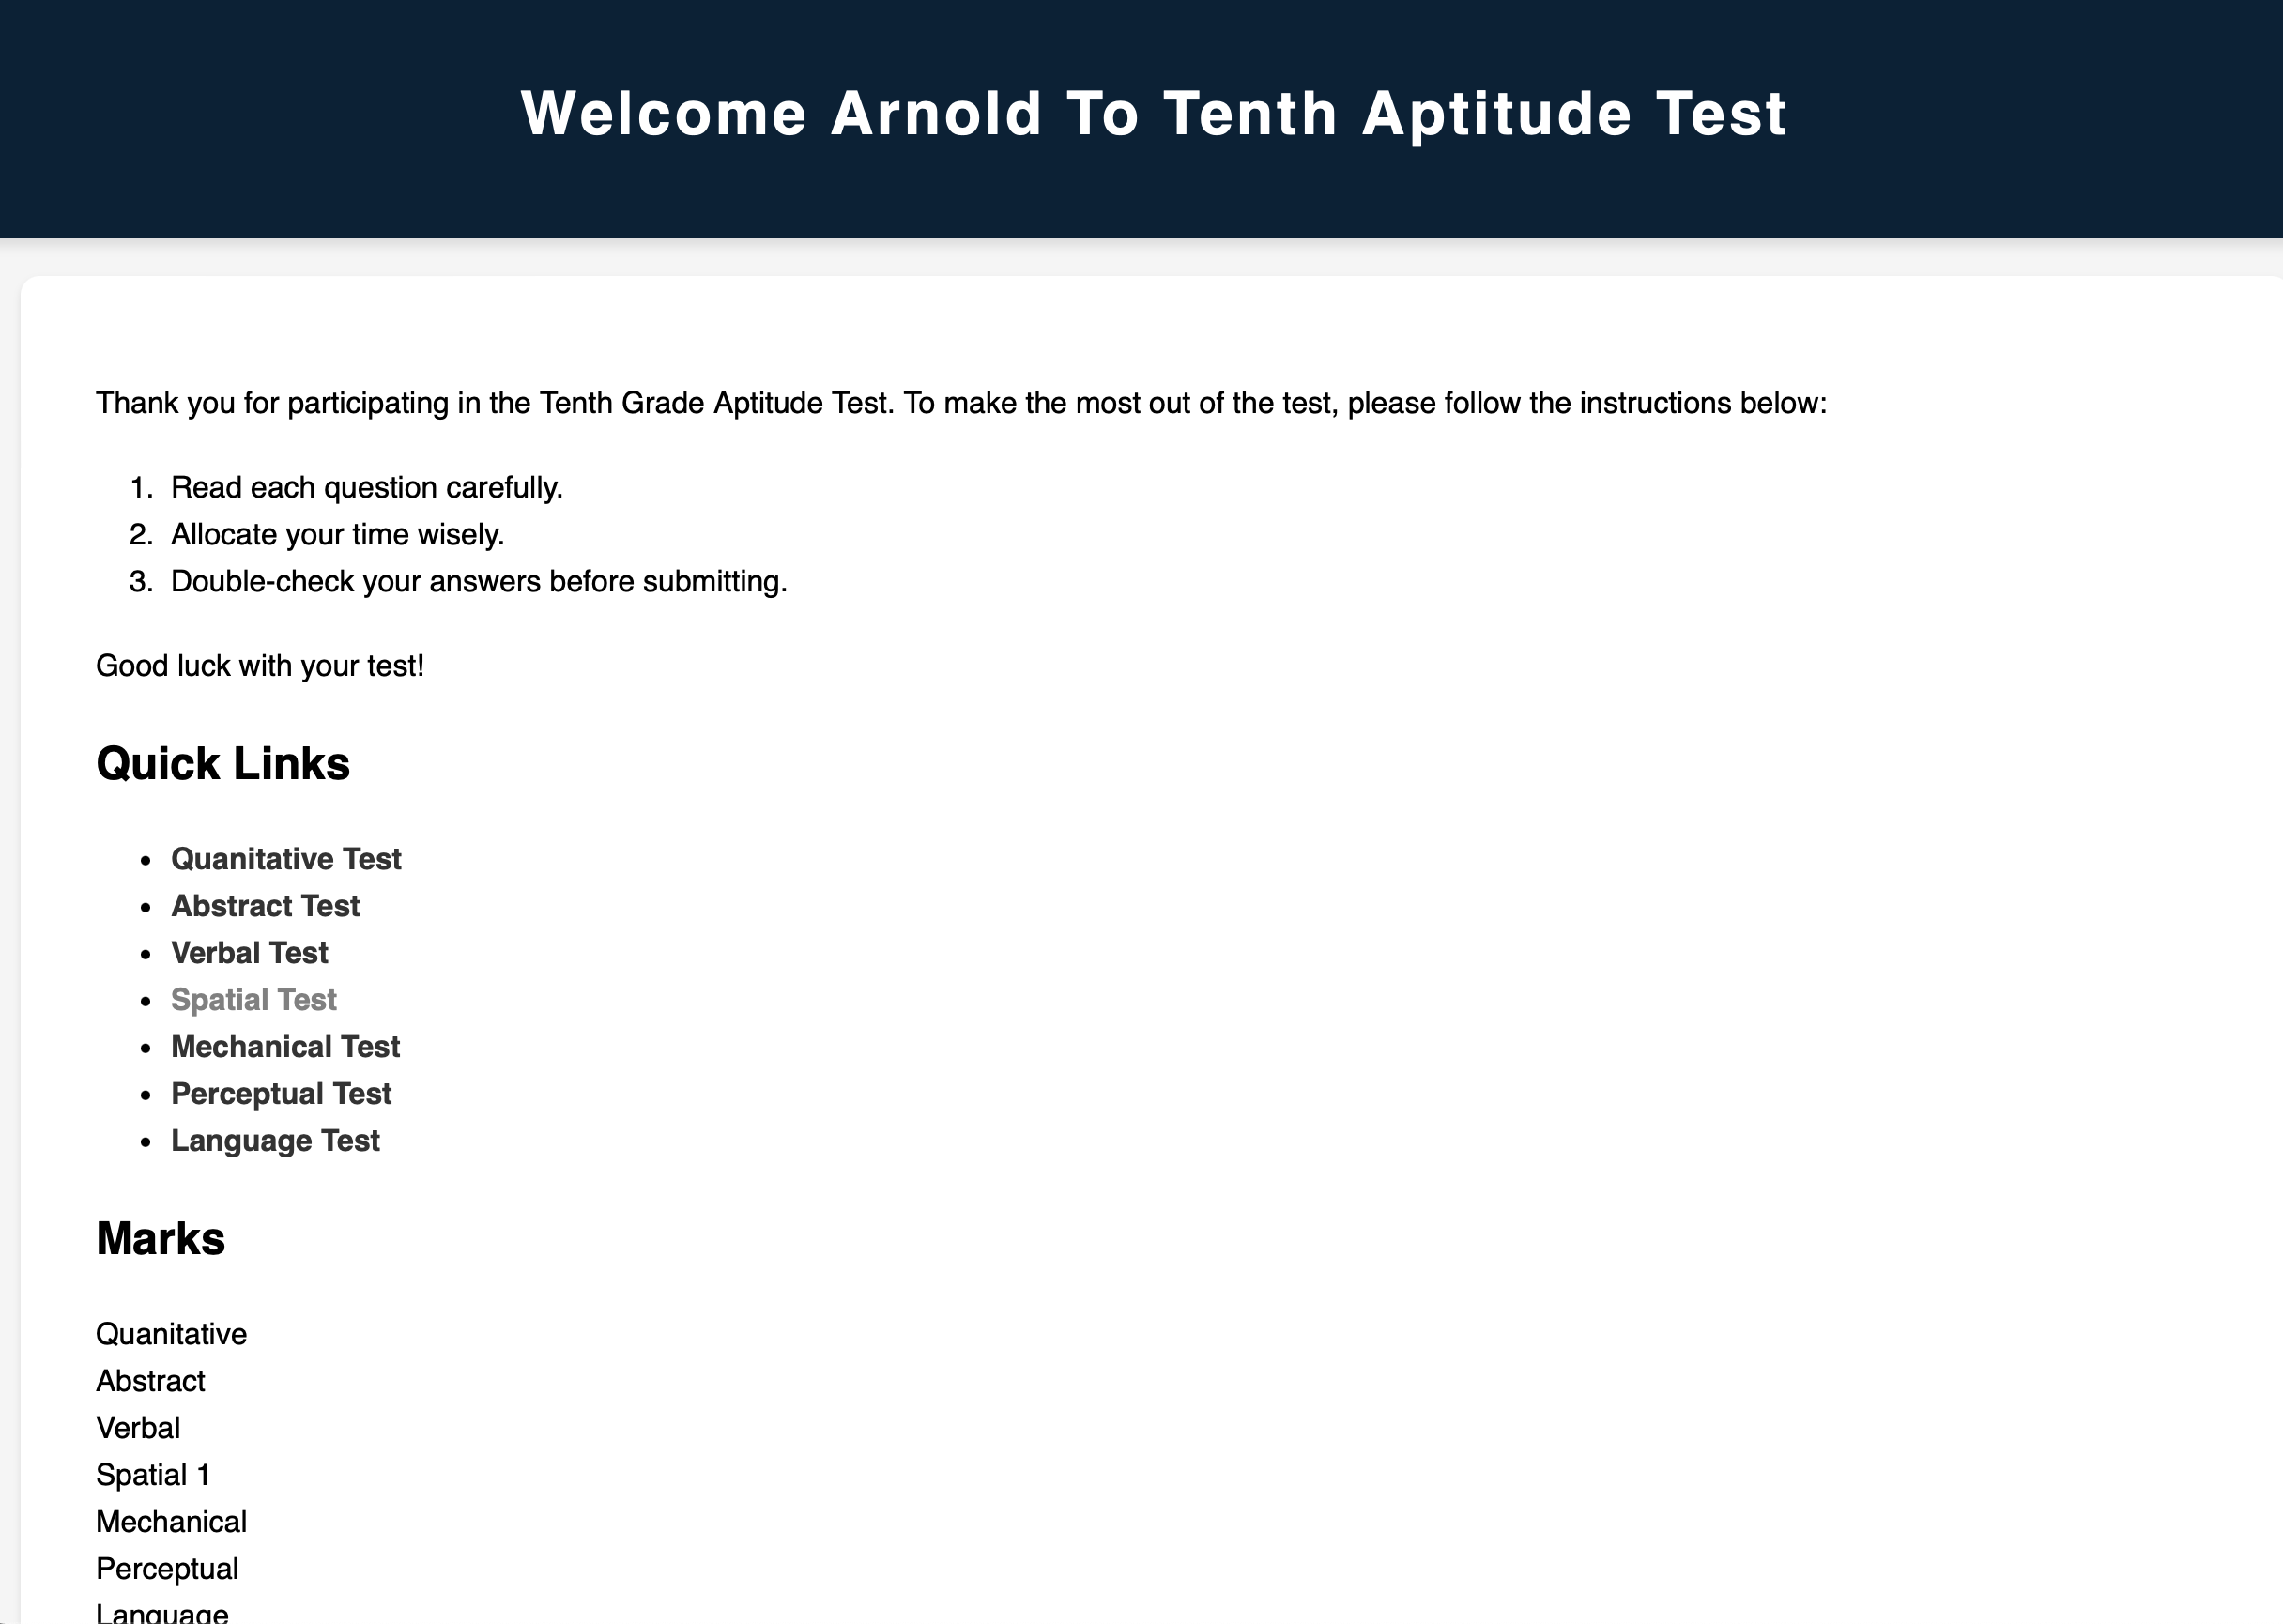 Welcome Arnold To Tenth Aptitude Test
Thank you for participating in the Tenth Grade Aptitude Test. To make the most out of the test, please follow the instructions below:
1. Read each question carefully.
2. Allocate your time wisely.
3. Double-check your answers before submitting.
Good luck with your test!
Quick Links
• Quanitative Test
• Abstract Test
• Verbal Test
• Spatial Test
• Mechanical Test
• Perceptual Test
• Language Test
Marks
Quanitative
Abstract
Verbal
Spatial 1
Mechanical
Perceptual
Language